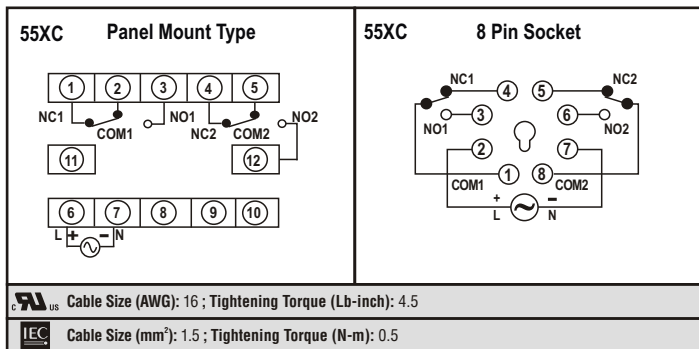 55XC Panel Mount Type
1 2 3 4 5
NC1 COM1 NO1 NC2 COM2 NO2
11 12
6 7 8 9 10
L + − N
55XC 8 Pin Socket
NC1 4 5 NC2
NO1 3 6 NO2
2 7
COM1 1 8 COM2
+ −
L N
c UR us Cable Size (AWG): 16 ; Tightening Torque (Lb-inch): 4.5
IEC Cable Size (mm²): 1.5 ; Tightening Torque (N-m): 0.5